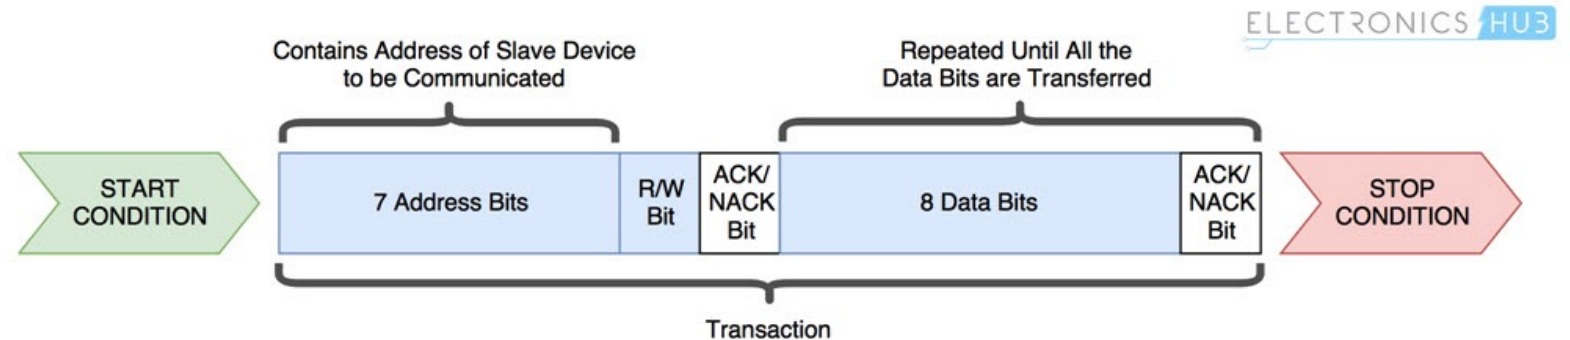 ELECTRONICS HUB
Contains Address of Slave Device
to be Communicated
Repeated Until All the
Data Bits are Transferred
START
CONDITION
7 Address Bits
R/W
Bit
ACK/
NACK
Bit
8 Data Bits
ACK/
NACK
Bit
STOP
CONDITION
Transaction